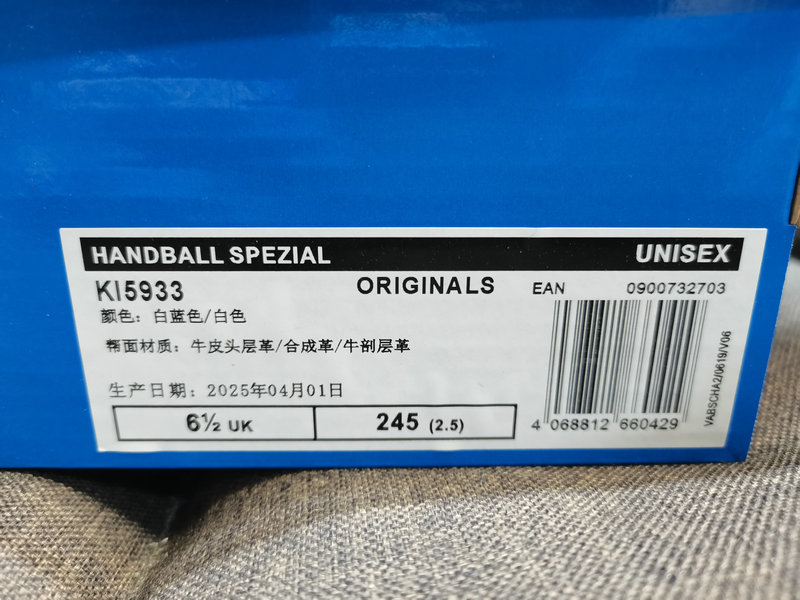 HANDBALL SPEZIAL UNISEX
KI5933 ORIGINALS EAN 0900732703
颜色: 白蓝色/白色
帮面材质: 牛皮头层革/合成革/牛剖层革
生产日期: 2025年04月01日
6½ UK 245 (2.5)
4 068812 660429
VABSCHA2/0619/V06